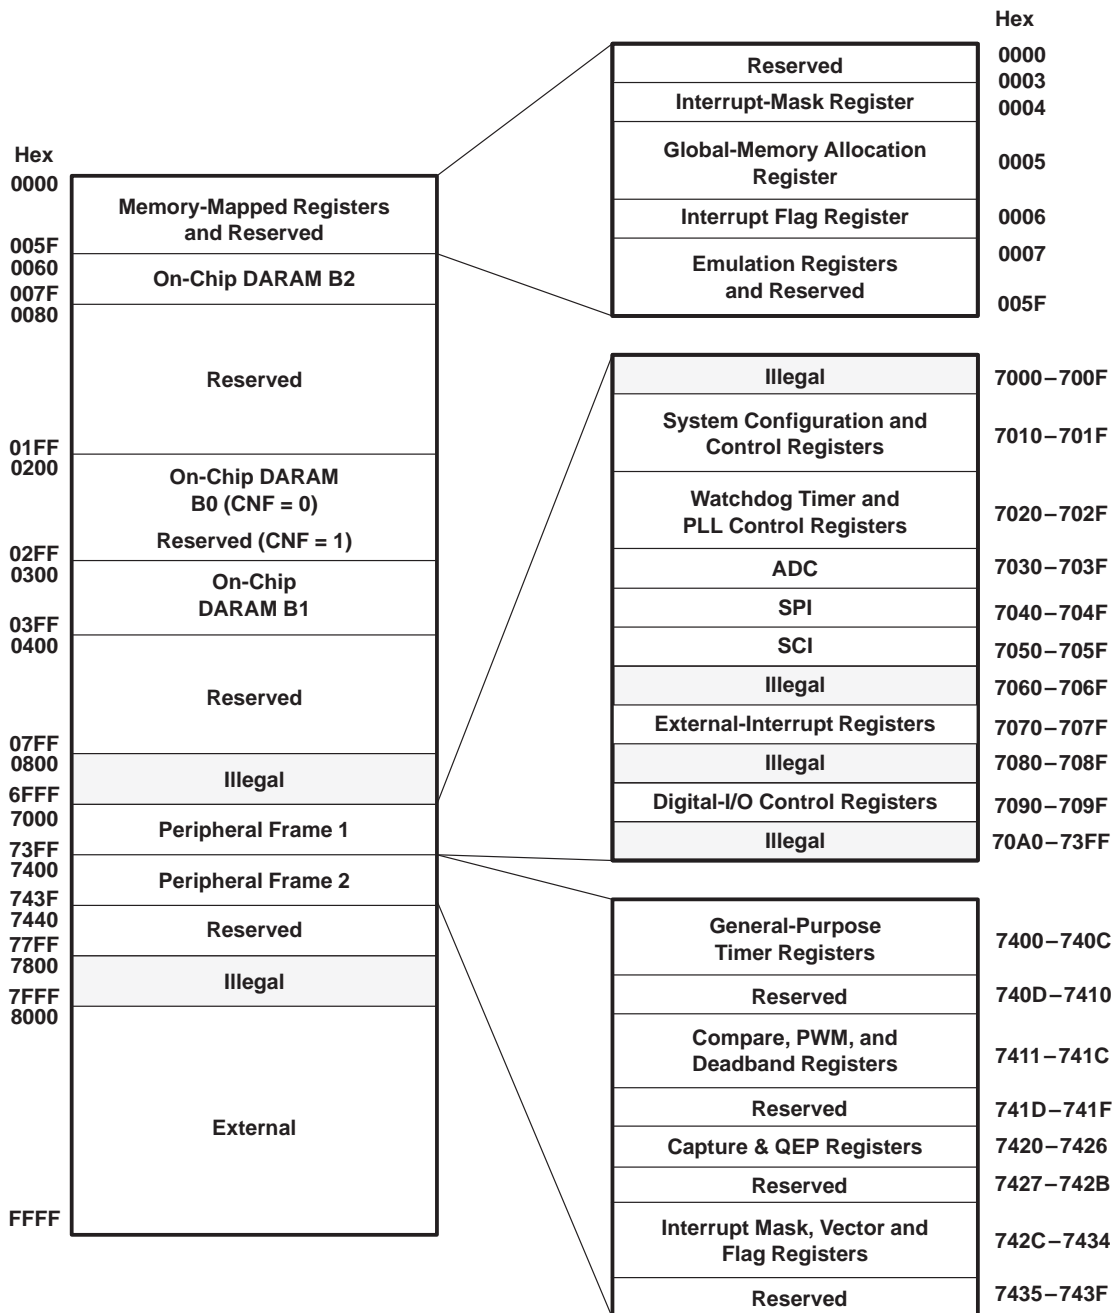 Hex
0000
Memory-Mapped Registers
and Reserved
005F
0060
On-Chip DARAM B2
007F
0080
Reserved
01FF
0200
On-Chip DARAM
B0 (CNF = 0)
Reserved (CNF = 1)
02FF
0300
On-Chip
DARAM B1
03FF
0400
Reserved
07FF
0800
Illegal
6FFF
7000
Peripheral Frame 1
73FF
7400
Peripheral Frame 2
743F
7440
Reserved
77FF
7800
Illegal
7FFF
8000
External
FFFF
Hex
Reserved
0000
0003
Interrupt-Mask Register
0004
Global-Memory Allocation
Register
0005
Interrupt Flag Register
0006
Emulation Registers
and Reserved
0007
005F
Illegal
7000–700F
System Configuration and
Control Registers
7010–701F
Watchdog Timer and
PLL Control Registers
7020–702F
ADC
7030–703F
SPI
7040–704F
SCI
7050–705F
Illegal
7060–706F
External-Interrupt Registers
7070–707F
Illegal
7080–708F
Digital-I/O Control Registers
7090–709F
Illegal
70A0–73FF
General-Purpose
Timer Registers
7400–740C
Reserved
740D–7410
Compare, PWM, and
Deadband Registers
7411–741C
Reserved
741D–741F
Capture & QEP Registers
7420–7426
Reserved
7427–742B
Interrupt Mask, Vector and
Flag Registers
742C–7434
Reserved
7435–743F